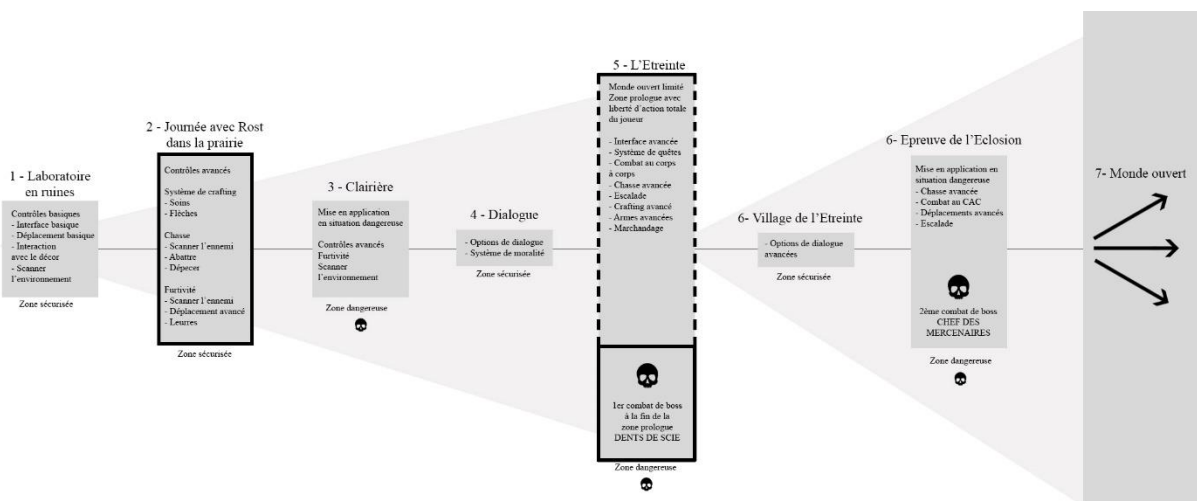 1 - Laboratoire
en ruines
Contrôles basiques
- Interface basique
- Déplacement basique
- Interaction
avec le décor
- Scanner
l'environnement
Zone sécurisée
2 - Journée avec Rost
dans la prairie
Contrôles avancés
Système de crafting
- Soins
- Flèches
Chasse
- Scanner l'ennemi
- Abattre
- Dépecer
Furtivité
- Scanner l'ennemi
- Déplacement avancé
- Leurres
Zone sécurisée
3 - Clairière
Mise en application
en situation dangereuse
Contrôles avancés
Furtivité
Scanner
l'environnement
Zone dangereuse
4 - Dialogue
- Options de dialogue
- Système de moralité
Zone sécurisée
5 - L'Etreinte
Monde ouvert limité
Zone prologue avec
liberté d'action totale
du joueur
- Interface avancée
- Système de quêtes
- Combat au corps
à corps
- Chasse avancée
- Escalade
- Crafting avancé
- Armes avancées
- Marchandage
1er combat de boss
à la fin de la
zone prologue
DENTS DE SCIE
Zone dangereuse
6- Village de l'Etreinte
- Options de dialogue
avancées
Zone sécurisée
6- Epreuve de l'Eclosion
Mise en application en
situation dangereuse
- Chasse avancée
- Combat au CAC
- Déplacements avancés
- Escalade
2ème combat de boss
CHEF DES
MERCENAIRES
Zone dangereuse
7- Monde ouvert